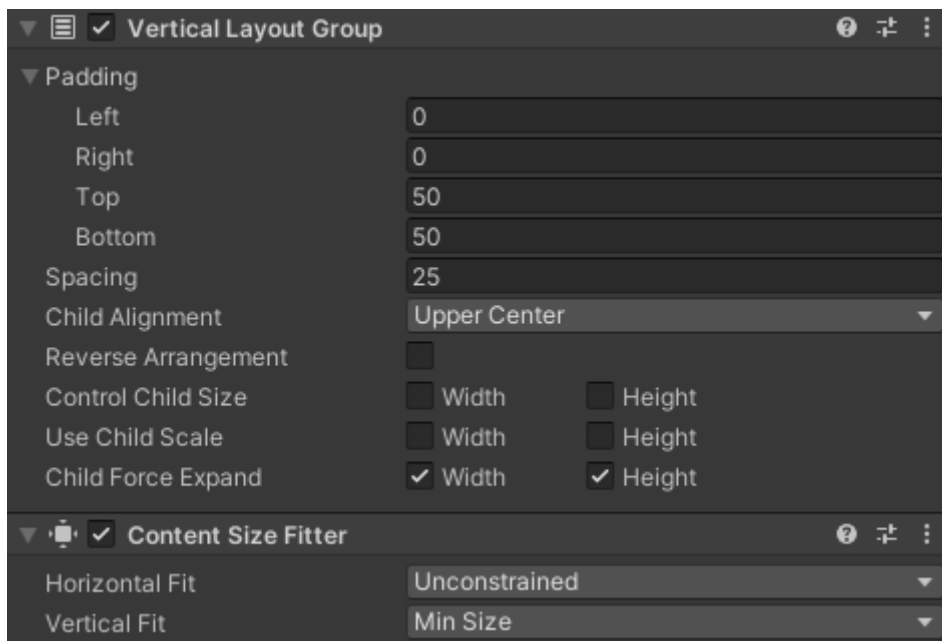 Vertical Layout Group
Padding
Left 0
Right 0
Top 50
Bottom 50
Spacing 25
Child Alignment Upper Center
Reverse Arrangement
Control Child Size Width Height
Use Child Scale Width Height
Child Force Expand Width Height
Content Size Fitter
Horizontal Fit Unconstrained
Vertical Fit Min Size